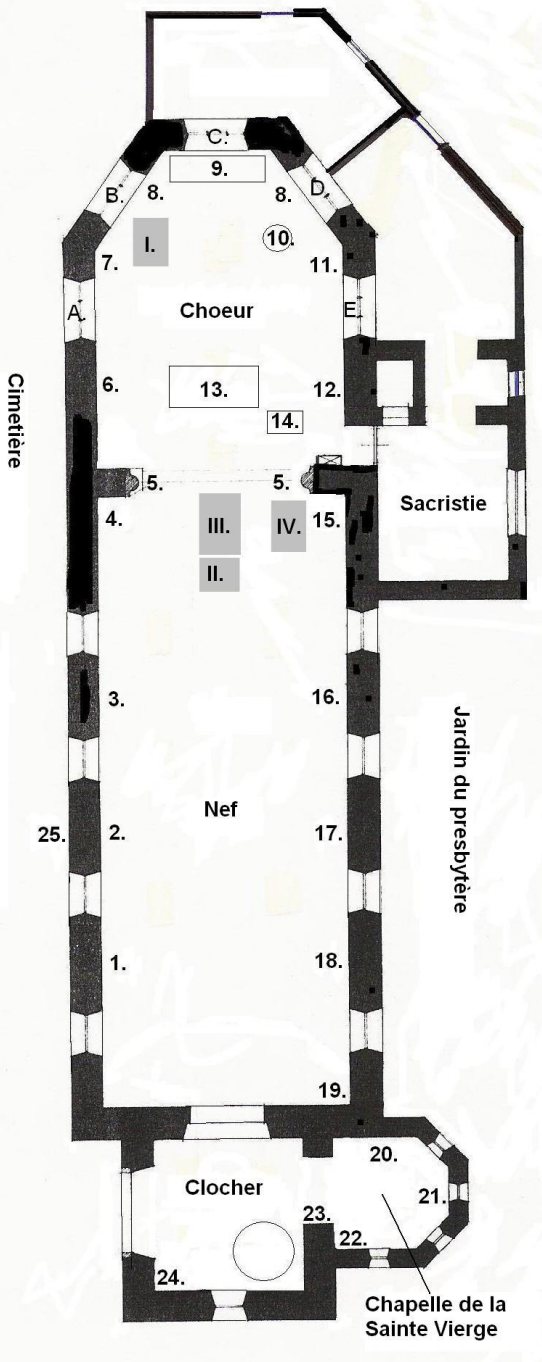 C.
9.
B.
8.
8.
D.
I.
10.
7.
11.
A.
Choeur
E.
Cimetière
6.
13.
12.
14.
5.
5.
4.
III.
IV.
15.
Sacristie
II.
3.
16.
Jardin du presbytère
Nef
25.
2.
17.
1.
18.
19.
20.
Clocher
21.
23.
22.
24.
Chapelle de la
Sainte Vierge